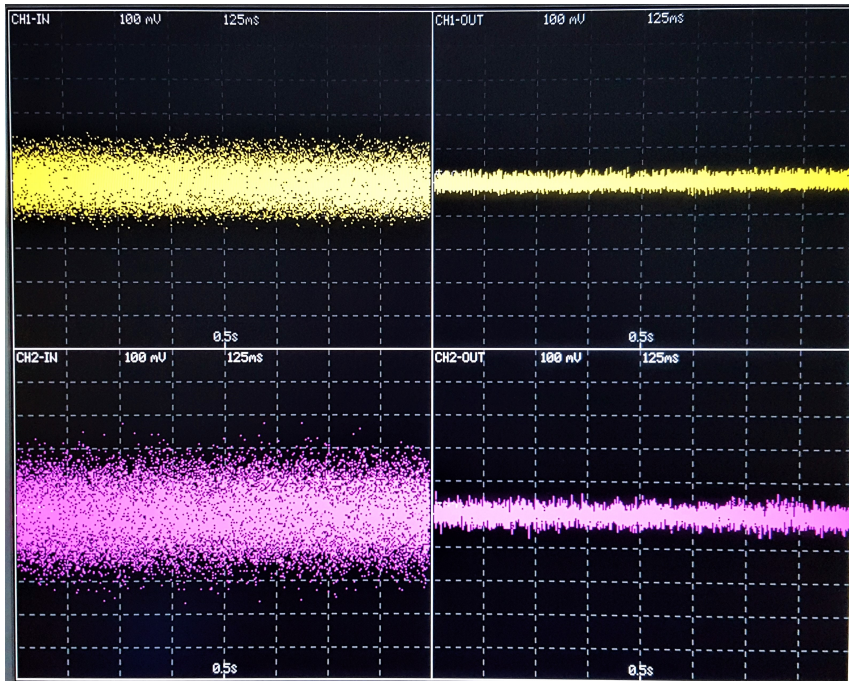 CH1-IN 100 mV 125ms
CH1-OUT 100 mV 125ms
0.5s
0.5s
CH2-IN 100 mV 125ms
CH2-OUT 100 mV 125ms
0.5s
0.5s